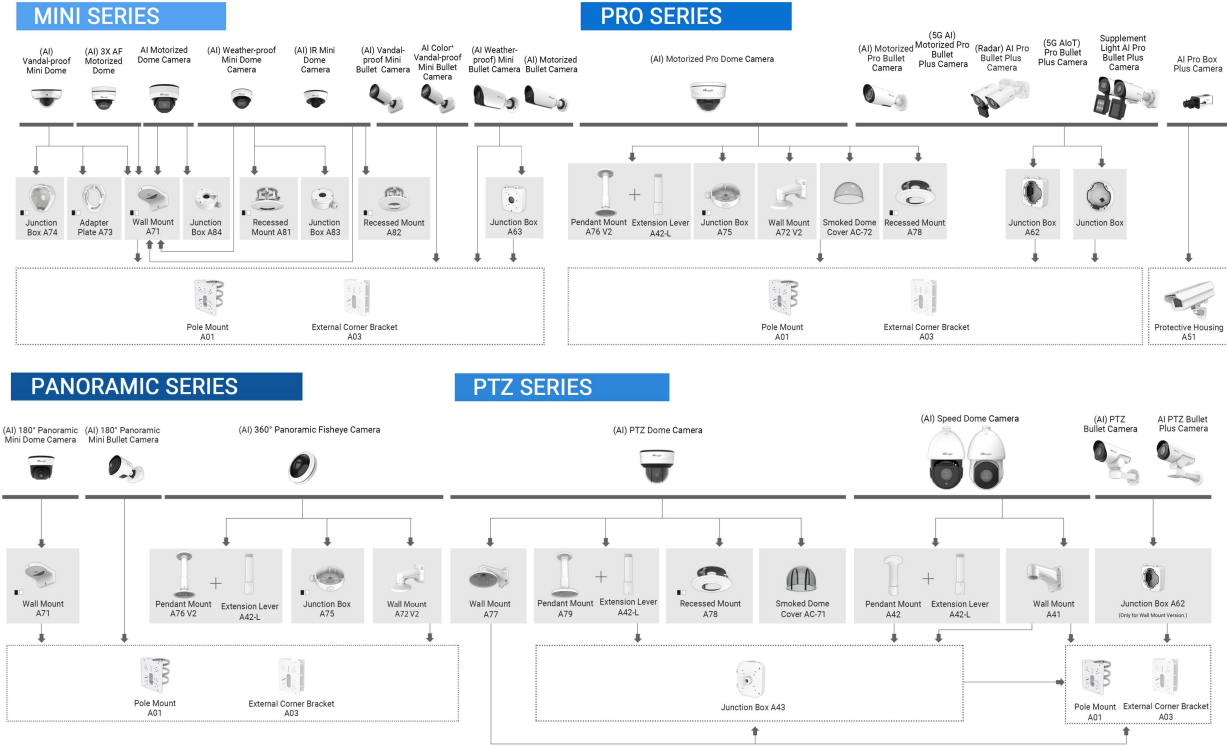 MINI SERIES
PRO SERIES
(AI)
Vandal-proof
Mini Dome
(AI) 3X AF
Motorized
Dome
AI Motorized
Dome Camera
(AI) Weather-proof
Mini Dome
Camera
(AI) IR Mini
Dome
Camera
(AI) Vandal-
proof Mini
Bullet Camera
AI Color+
Vandal-proof
Mini Bullet
Camera
(AI Weather-
proof) Mini
Bullet Camera
(AI) Motorized
Bullet Camera
(AI) Motorized Pro Dome Camera
(AI) Motorized
Pro Bullet
Camera
(5G AI)
Motorized Pro
Bullet
Plus Camera
(Radar) AI Pro
Bullet Plus
Camera
(5G AIoT)
Pro Bullet
Plus Camera
Supplement
Light AI Pro
Bullet Plus
Camera
AI Pro Box
Plus Camera
Junction
Box A74
Adapter
Plate A73
Wall Mount
A71
Junction
Box A84
Recessed
Mount A81
Junction
Box A83
Recessed Mount
A82
Junction Box
A63
Pendant Mount
A76 V2
+
Extension Lever
A42-L
Junction Box
A75
Wall Mount
A72 V2
Smoked Dome
Cover AC-72
Recessed Mount
A78
Junction Box
A62
Junction Box
Pole Mount
A01
External Corner Bracket
A03
Pole Mount
A01
External Corner Bracket
A03
Protective Housing
A51
PANORAMIC SERIES
PTZ SERIES
(AI) 180° Panoramic
Mini Dome Camera
(AI) 180° Panoramic
Mini Bullet Camera
(AI) 360° Panoramic Fisheye Camera
(AI) PTZ Dome Camera
(AI) Speed Dome Camera
(AI) PTZ
Bullet Camera
AI PTZ Bullet
Plus Camera
Wall Mount
A71
Pendant Mount
A76 V2
+
Extension Lever
A42-L
Junction Box
A75
Wall Mount
A72 V2
Wall Mount
A77
Pendant Mount
A79
+
Extension Lever
A42-L
Recessed Mount
A78
Smoked Dome
Cover AC-71
Pendant Mount
A42
+
Extension Lever
A42-L
Wall Mount
A41
Junction Box A62
(Only for Wall Mount Version.)
Pole Mount
A01
External Corner Bracket
A03
Junction Box A43
Pole Mount
A01
External Corner Bracket
A03